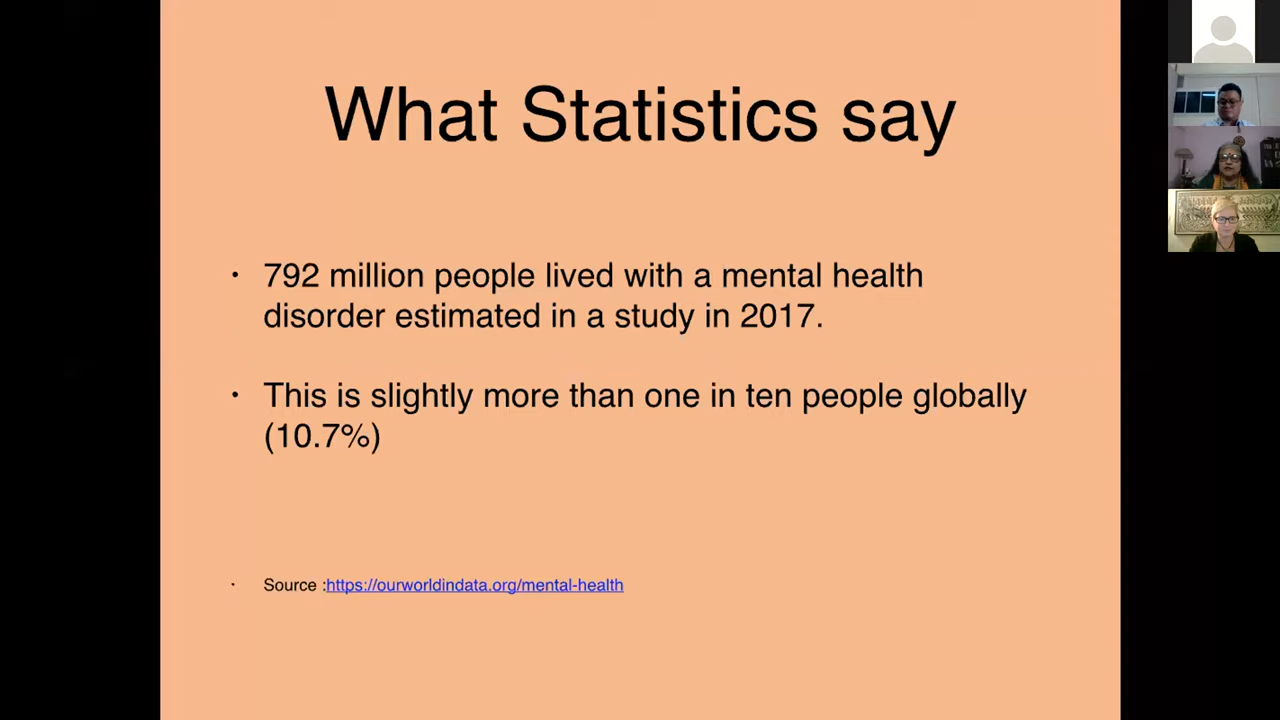 What Statistics say
• 792 million people lived with a mental health
disorder estimated in a study in 2017.
• This is slightly more than one in ten people globally
(10.7%)
• Source :https://ourworldindata.org/mental-health